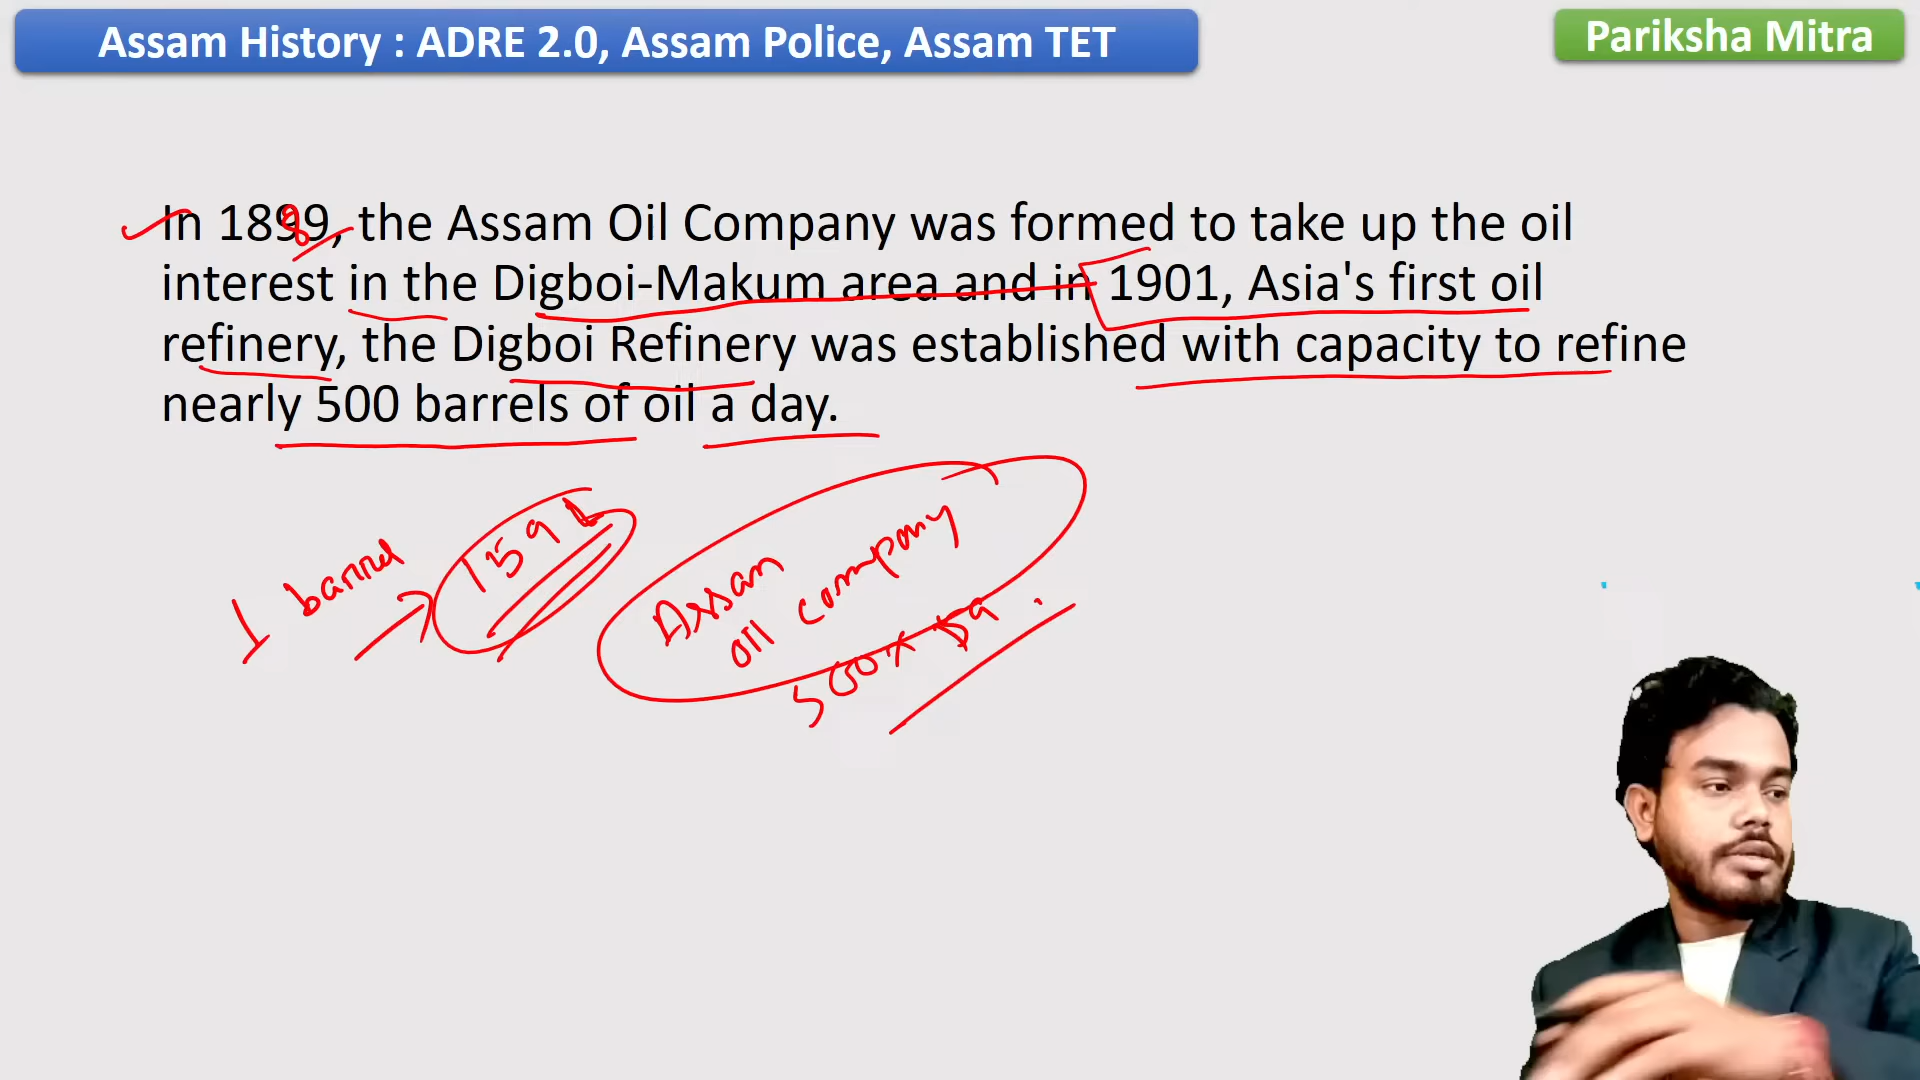 Assam History : ADRE 2.0, Assam Police, Assam TET
Pariksha Mitra
In 1899, the Assam Oil Company was formed to take up the oil
8
interest in the Digboi-Makum area and in 1901, Asia's first oil
refinery, the Digboi Refinery was established with capacity to refine
nearly 500 barrels of oil a day.
1 barrel
159 L
Assam
oil company
500 x 159